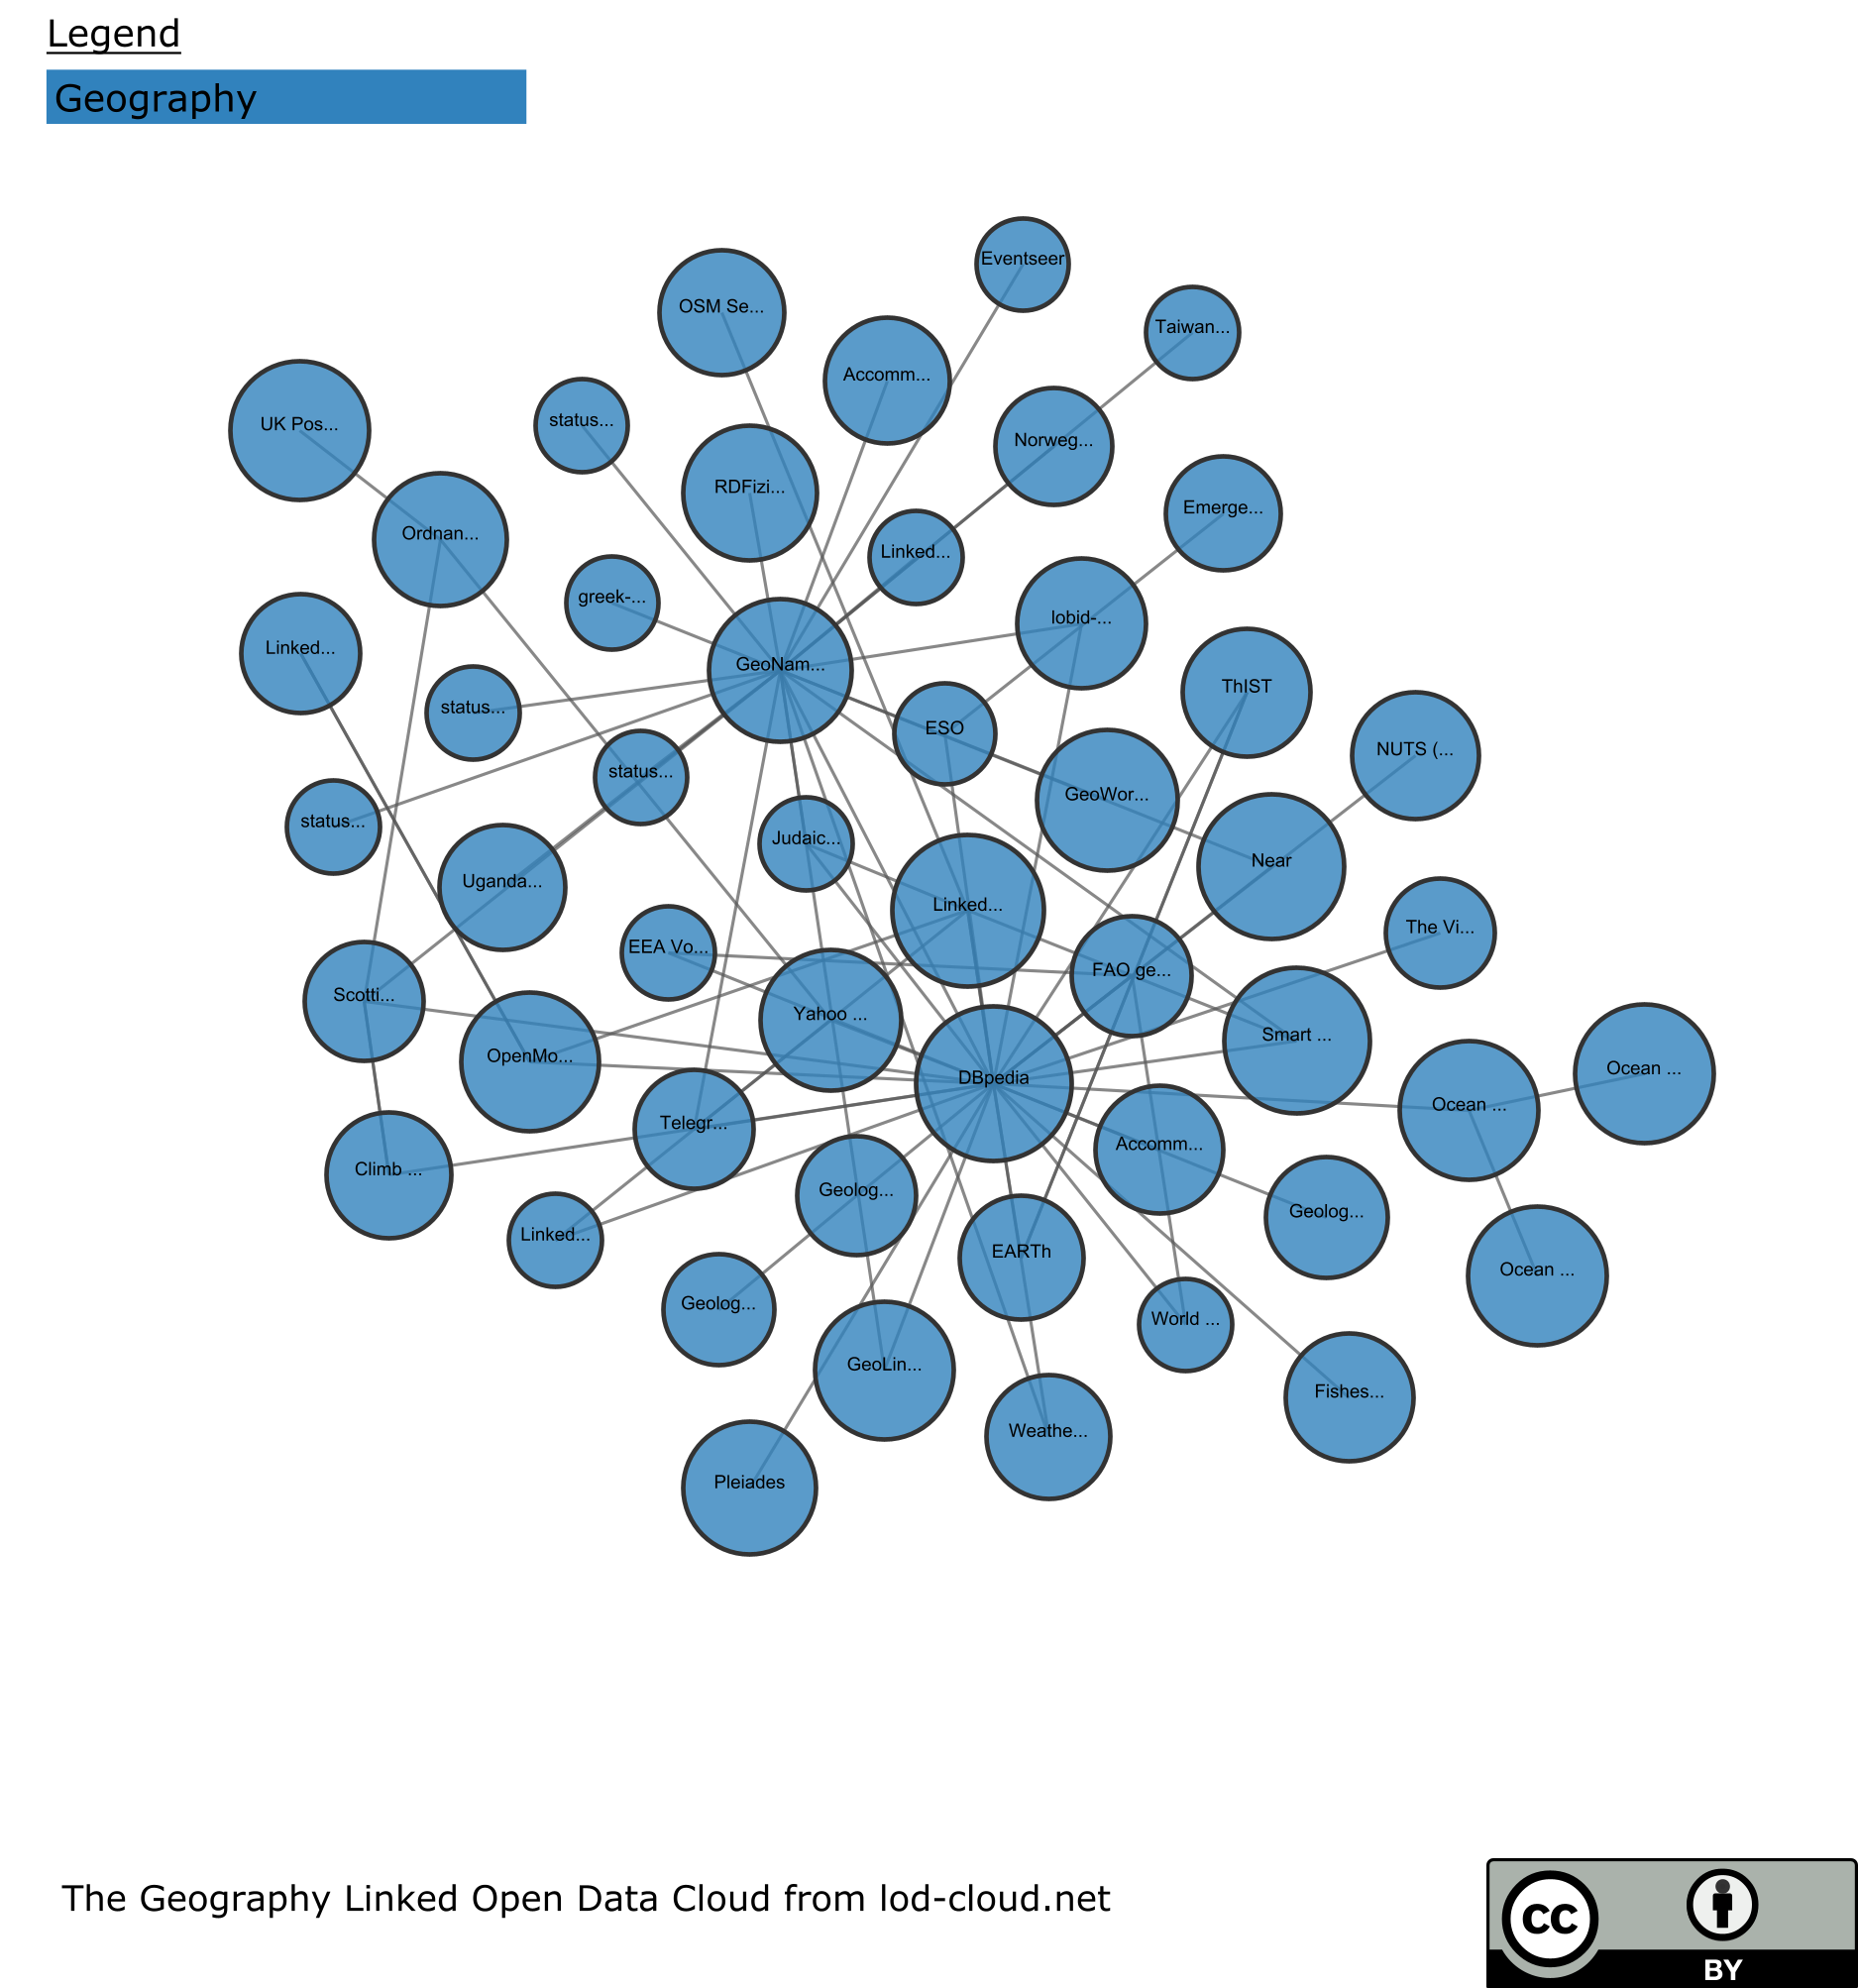 Legend
Geography
Eventseer
OSM Se...
Taiwan...
Accomm...
UK Pos...
status...
Norweg...
RDFizi...
Emerge...
Ordnan...
Linked...
greek-...
lobid-...
Linked...
GeoNam...
ThIST
status...
ESO
NUTS (...
status...
GeoWor...
status...
Judaic...
Near
Uganda...
Linked...
The Vi...
EEA Vo...
FAO ge...
Scotti...
Yahoo ...
Smart ...
OpenMo...
DBpedia
Ocean ...
Ocean ...
Telegr...
Accomm...
Climb ...
Geolog...
Geolog...
Linked...
EARTh
Ocean ...
Geolog...
World ...
GeoLin...
Fishes...
Weathe...
Pleiades
The Geography Linked Open Data Cloud from lod-cloud.net
cc
BY